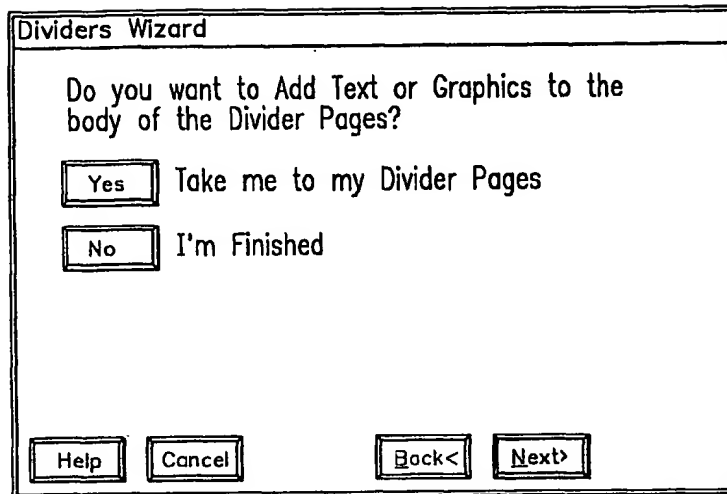 Dividers Wizard
Do you want to Add Text or Graphics to the
body of the Divider Pages?
Yes Take me to my Divider Pages
No I'm Finished
Help Cancel Back< Next>